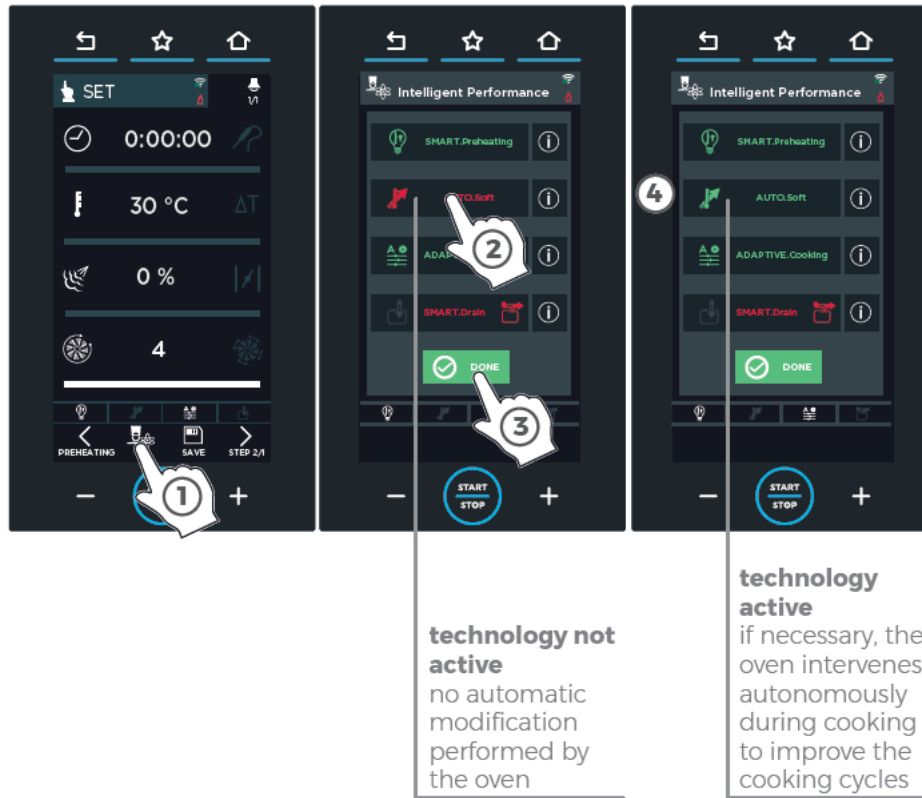 SET
1/1
0:00:00
30 °C
ΔT
0 %
4
PREHEATING
SAVE
STEP 2/1
1
- +
Intelligent Performance
SMART.Preheating
AUTO.Soft
2
SMART.Drain
DONE
3
START
STOP
- +
Intelligent Performance
SMART.Preheating
4
AUTO.Soft
ADAPTIVE.Cooking
SMART.Drain
DONE
START
STOP
- +
technology not
active
no automatic
modification
performed by
the oven
technology
active
if necessary, the
oven intervenes
autonomously
during cooking
to improve the
cooking cycles